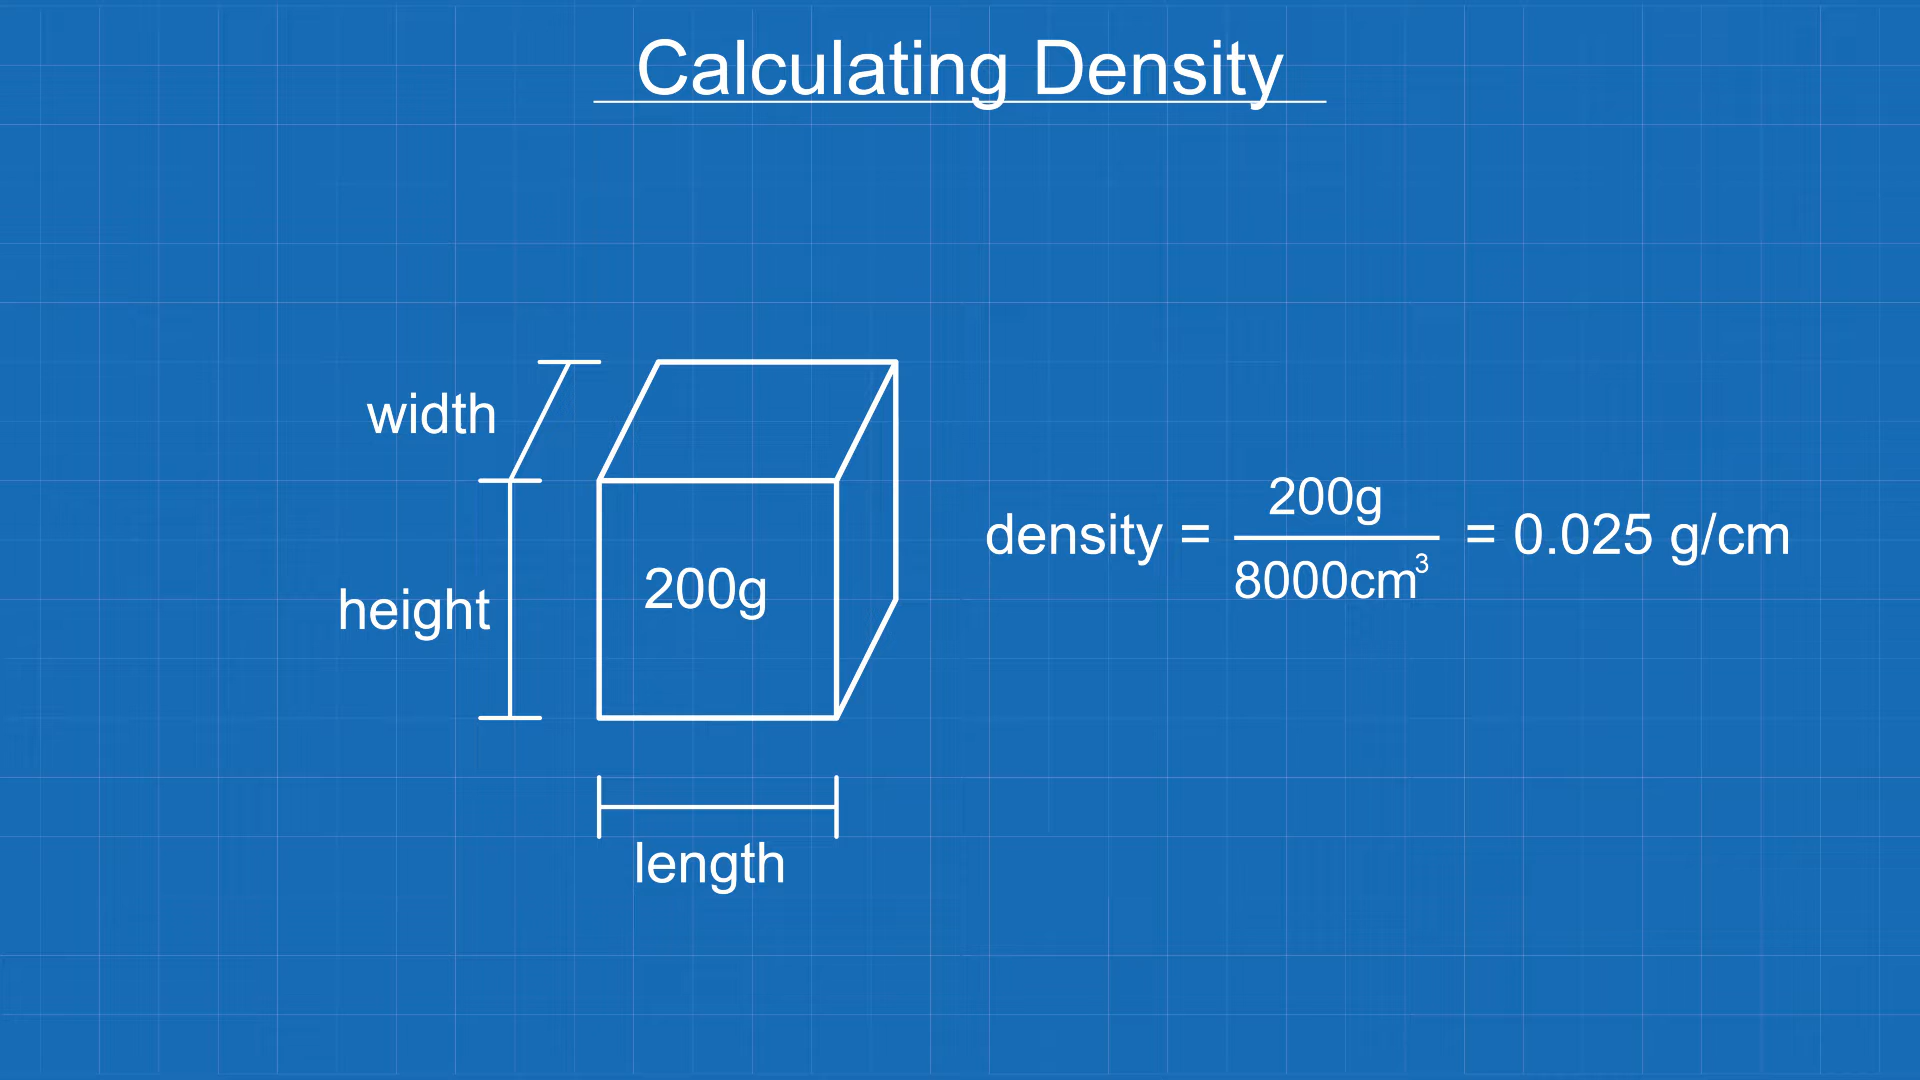 Calculating Density
width
height
200g
length
density = 200g / 8000cm³ = 0.025 g/cm